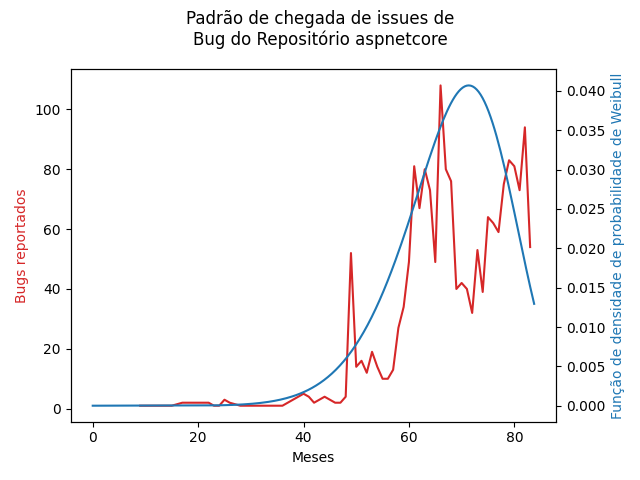 Padrão de chegada de issues de
Bug do Repositório aspnetcore
Bugs reportados
100
80
60
40
20
0
0.040
0.035
0.030
0.025
0.020
0.015
0.010
0.005
0.000
Função de densidade de probabilidade de Weibull
0 20 40 60 80
Meses